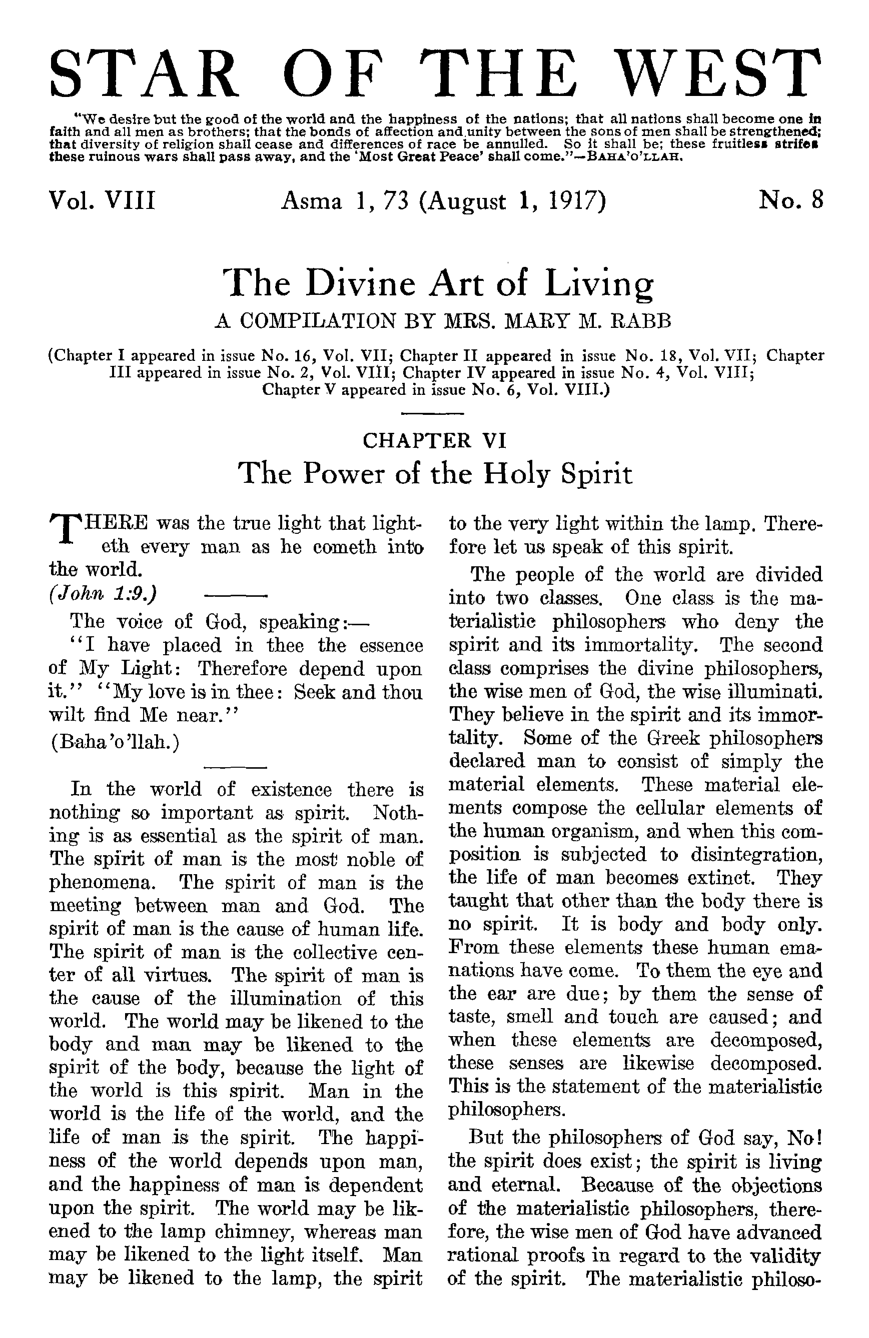 STAR OF THE WEST
"We desire but the good of the world and the happiness of the nations; that all nations shall become one in
faith and all men as brothers; that the bonds of affection and unity between the sons of men shall be strengthened;
that diversity of religion shall cease and differences of race be annulled. So it shall be; these fruitless strifes
these ruinous wars shall pass away, and the 'Most Great Peace' shall come."—BAHA'O'LLAH.
Vol. VIII Asma 1, 73 (August 1, 1917) No. 8
The Divine Art of Living
A COMPILATION BY MRS. MARY M. RABB
(Chapter I appeared in issue No. 16, Vol. VII; Chapter II appeared in issue No. 18, Vol. VII; Chapter
III appeared in issue No. 2, Vol. VIII; Chapter IV appeared in issue No. 4, Vol. VIII;
Chapter V appeared in issue No. 6, Vol. VIII.)
CHAPTER VI
The Power of the Holy Spirit
THERE was the true light that light-
eth every man as he cometh into
the world.
(John 1:9.)
The voice of God, speaking:—
"I have placed in thee the essence
of My Light: Therefore depend upon
it." "My love is in thee: Seek and thou
wilt find Me near."
(Baha'o'llah.)
In the world of existence there is
nothing so important as spirit. Noth-
ing is as essential as the spirit of man.
The spirit of man is the most noble of
phenomena. The spirit of man is the
meeting between man and God. The
spirit of man is the cause of human life.
The spirit of man is the collective cen-
ter of all virtues. The spirit of man is
the cause of the illumination of this
world. The world may be likened to the
body and man may be likened to the
spirit of the body, because the light of
the world is this spirit. Man in the
world is the life of the world, and the
life of man is the spirit. The happi-
ness of the world depends upon man,
and the happiness of man is dependent
upon the spirit. The world may be lik-
ened to the lamp chimney, whereas man
may be likened to the light itself. Man
may be likened to the lamp, the spirit
to the very light within the lamp. There-
fore let us speak of this spirit.
The people of the world are divided
into two classes. One class is the ma-
terialistic philosophers who deny the
spirit and its immortality. The second
class comprises the divine philosophers,
the wise men of God, the wise illuminati.
They believe in the spirit and its immor-
tality. Some of the Greek philosophers
declared man to consist of simply the
material elements. These material ele-
ments compose the cellular elements of
the human organism, and when this com-
position is subjected to disintegration,
the life of man becomes extinct. They
taught that other than the body there is
no spirit. It is body and body only.
From these elements these human ema-
nations have come. To them the eye and
the ear are due; by them the sense of
taste, smell and touch are caused; and
when these elements are decomposed,
these senses are likewise decomposed.
This is the statement of the materialistic
philosophers.
But the philosophers of God say, No!
the spirit does exist; the spirit is living
and eternal. Because of the objections
of the materialistic philosophers, there-
fore, the wise men of God have advanced
rational proofs in regard to the validity
of the spirit. The materialistic philoso-